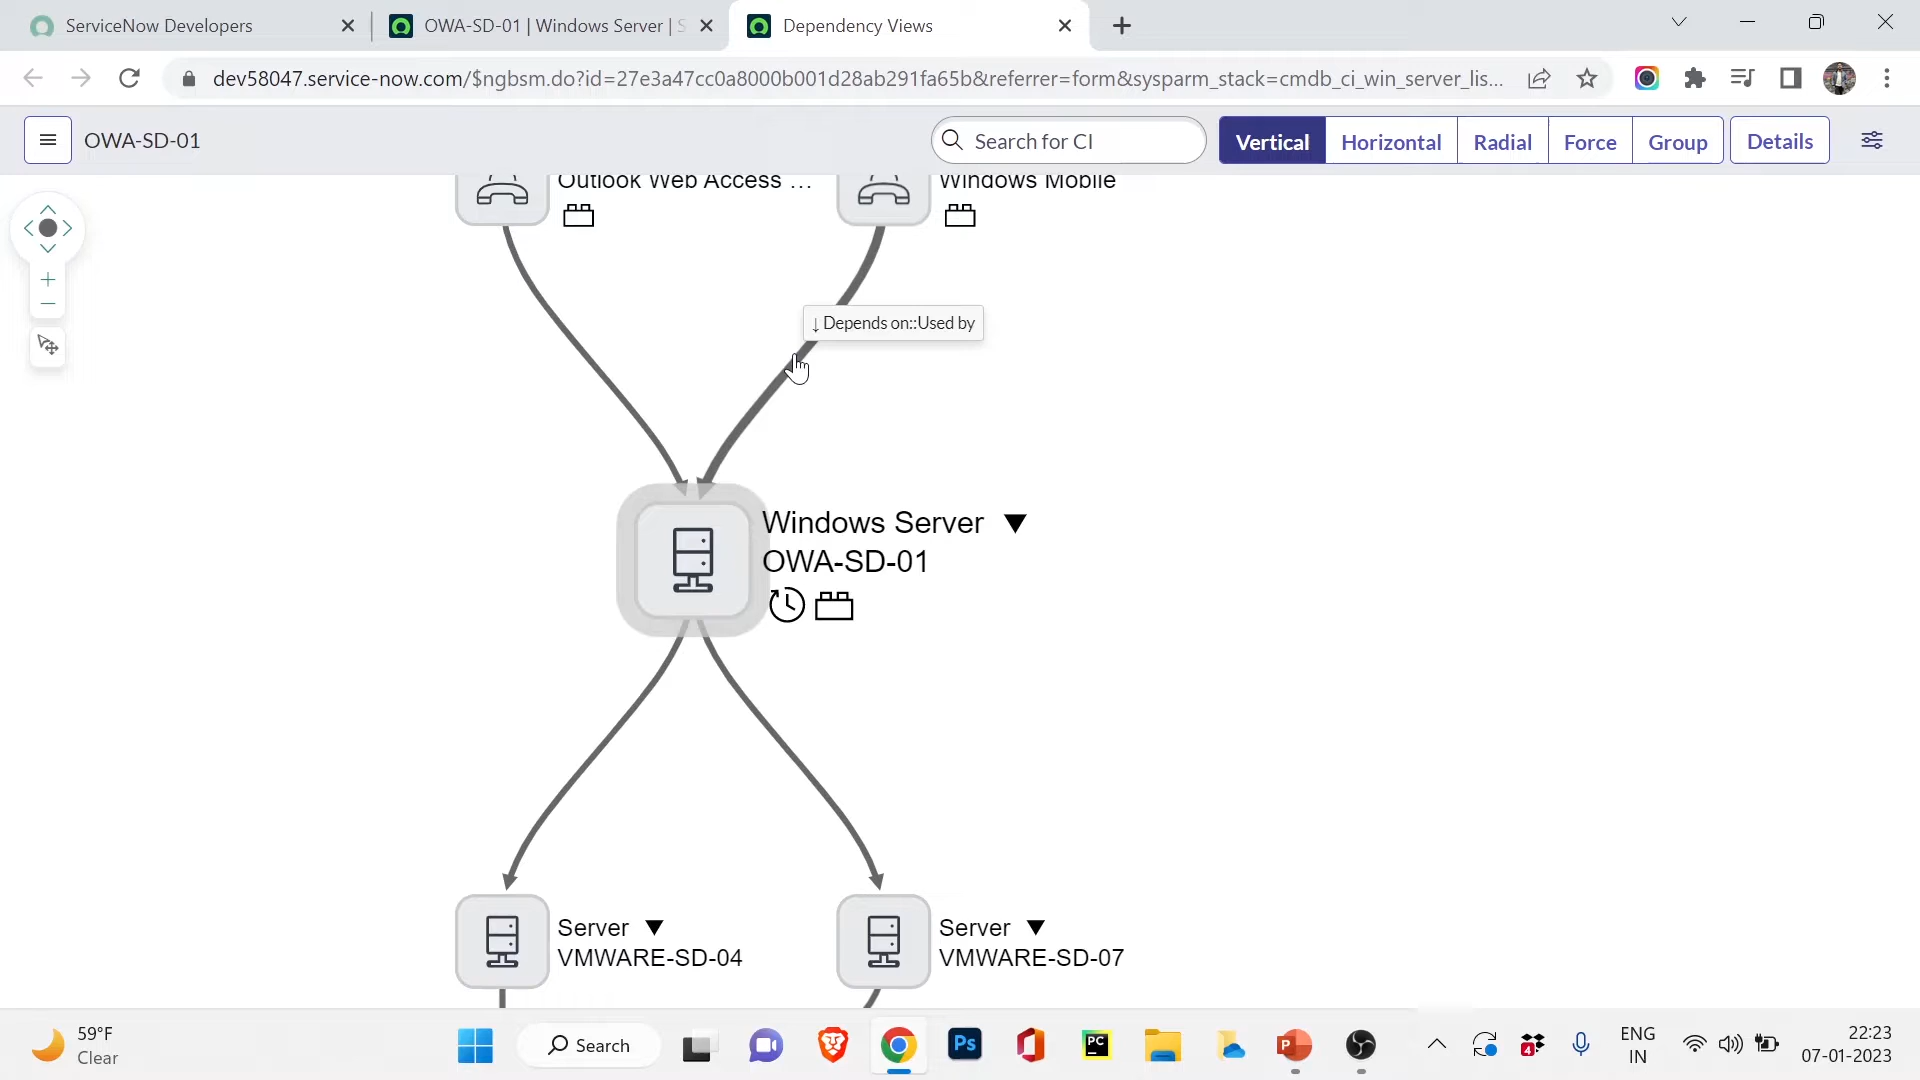 ServiceNow Developers
OWA-SD-01 | Windows Server | S
Dependency Views
dev58047.service-now.com/$ngbsm.do?id=27e3a47cc0a8000b001d28ab291fa65b&referrer=form&sysparm_stack=cmdb_ci_win_server_lis...
OWA-SD-01
Search for CI
Vertical
Horizontal
Radial
Force
Group
Details
Outlook Web Access ...
Windows Mobile
↓ Depends on::Used by
Windows Server ▼
OWA-SD-01
Server ▼
VMWARE-SD-04
Server ▼
VMWARE-SD-07
59°F
Clear
Search
Ps
PC
P
4
ENG
IN
22:23
07-01-2023